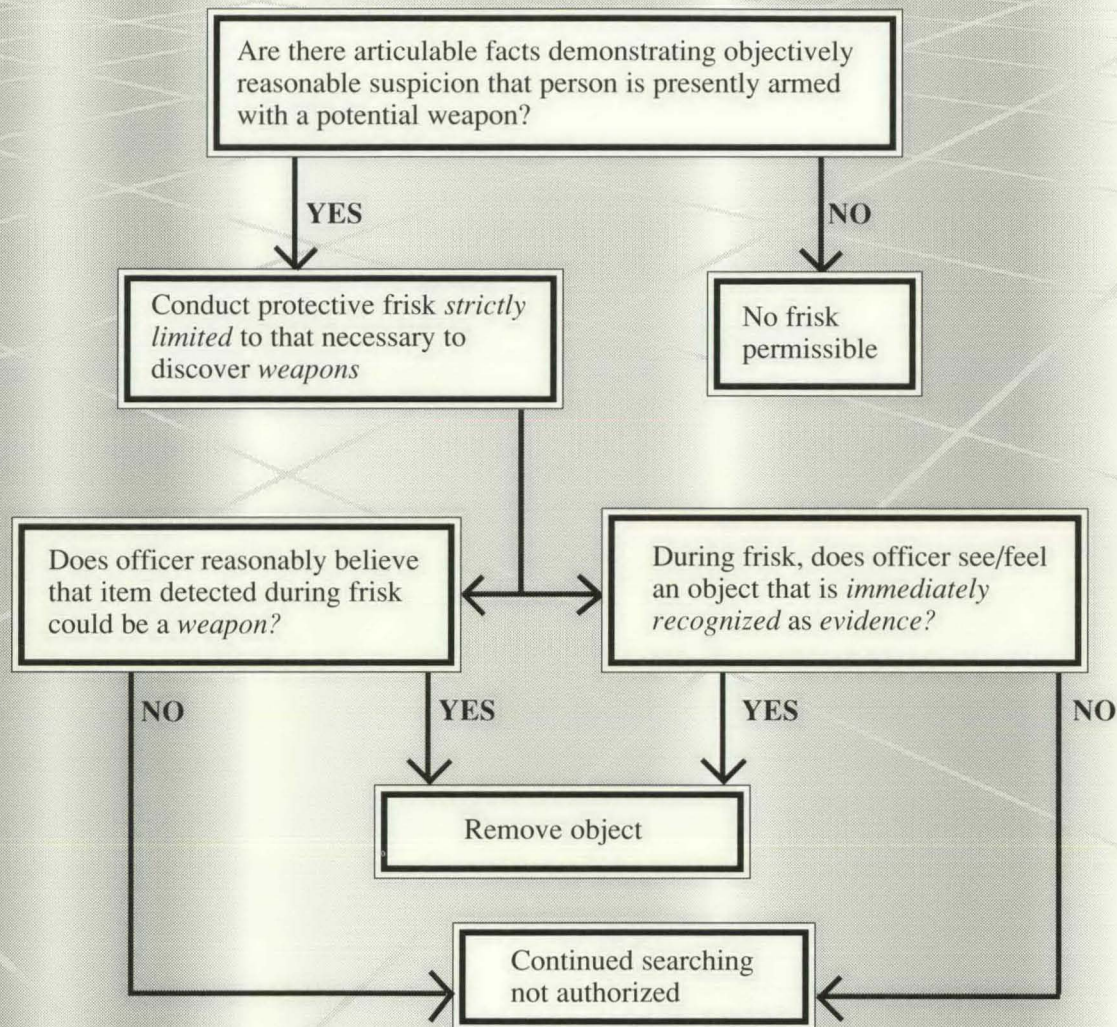 Are there articulable facts demonstrating objectively
reasonable suspicion that person is presently armed
with a potential weapon?
YES
NO
Conduct protective frisk strictly
limited to that necessary to
discover weapons
No frisk
permissible
Does officer reasonably believe
that item detected during frisk
could be a weapon?
During frisk, does officer see/feel
an object that is immediately
recognized as evidence?
NO
YES
YES
NO
Remove object
Continued searching
not authorized